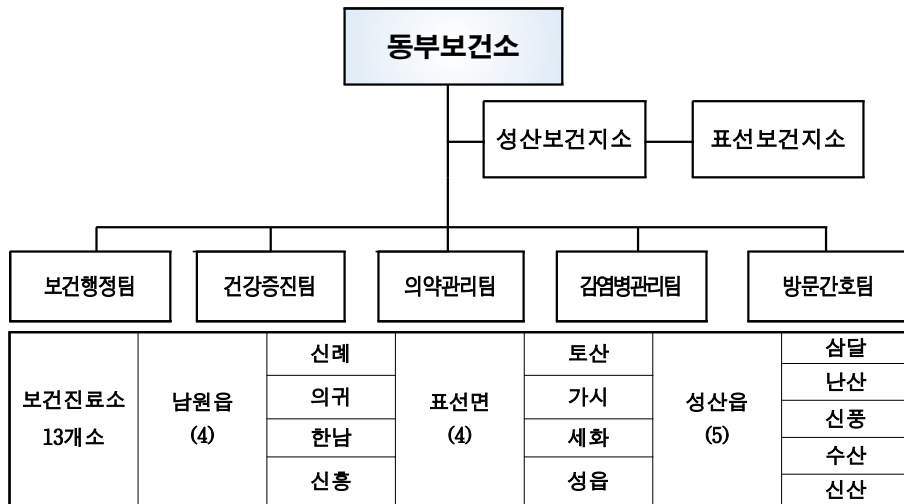 동부보건소
성산보건지소
표선보건지소
보건행정팀
건강증진팀
의약관리팀
감염병관리팀
방문간호팀
보건진료소
13개소
남원읍
(4)
신례
의귀
한남
신흥
표선면
(4)
토산
가시
세화
성읍
성산읍
(5)
삼달
난산
신풍
수산
신산